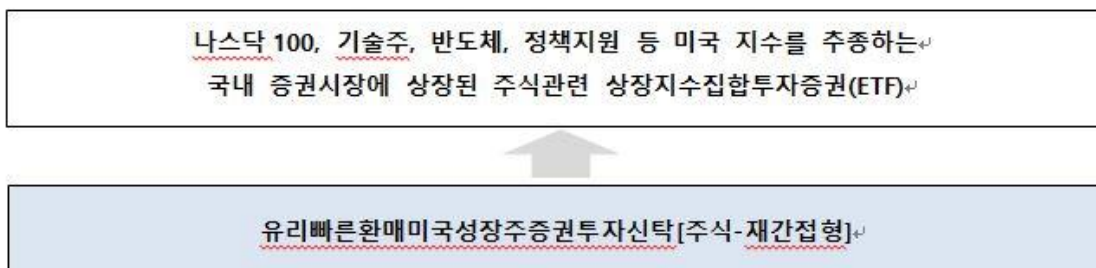 나스닥 100, 기술주, 반도체, 정책지원 등 미국 지수를 추종하는
국내 증권시장에 상장된 주식관련 상장지수집합투자증권(ETF)
유리빠른환매미국성장주증권투자신탁[주식-재간접형]